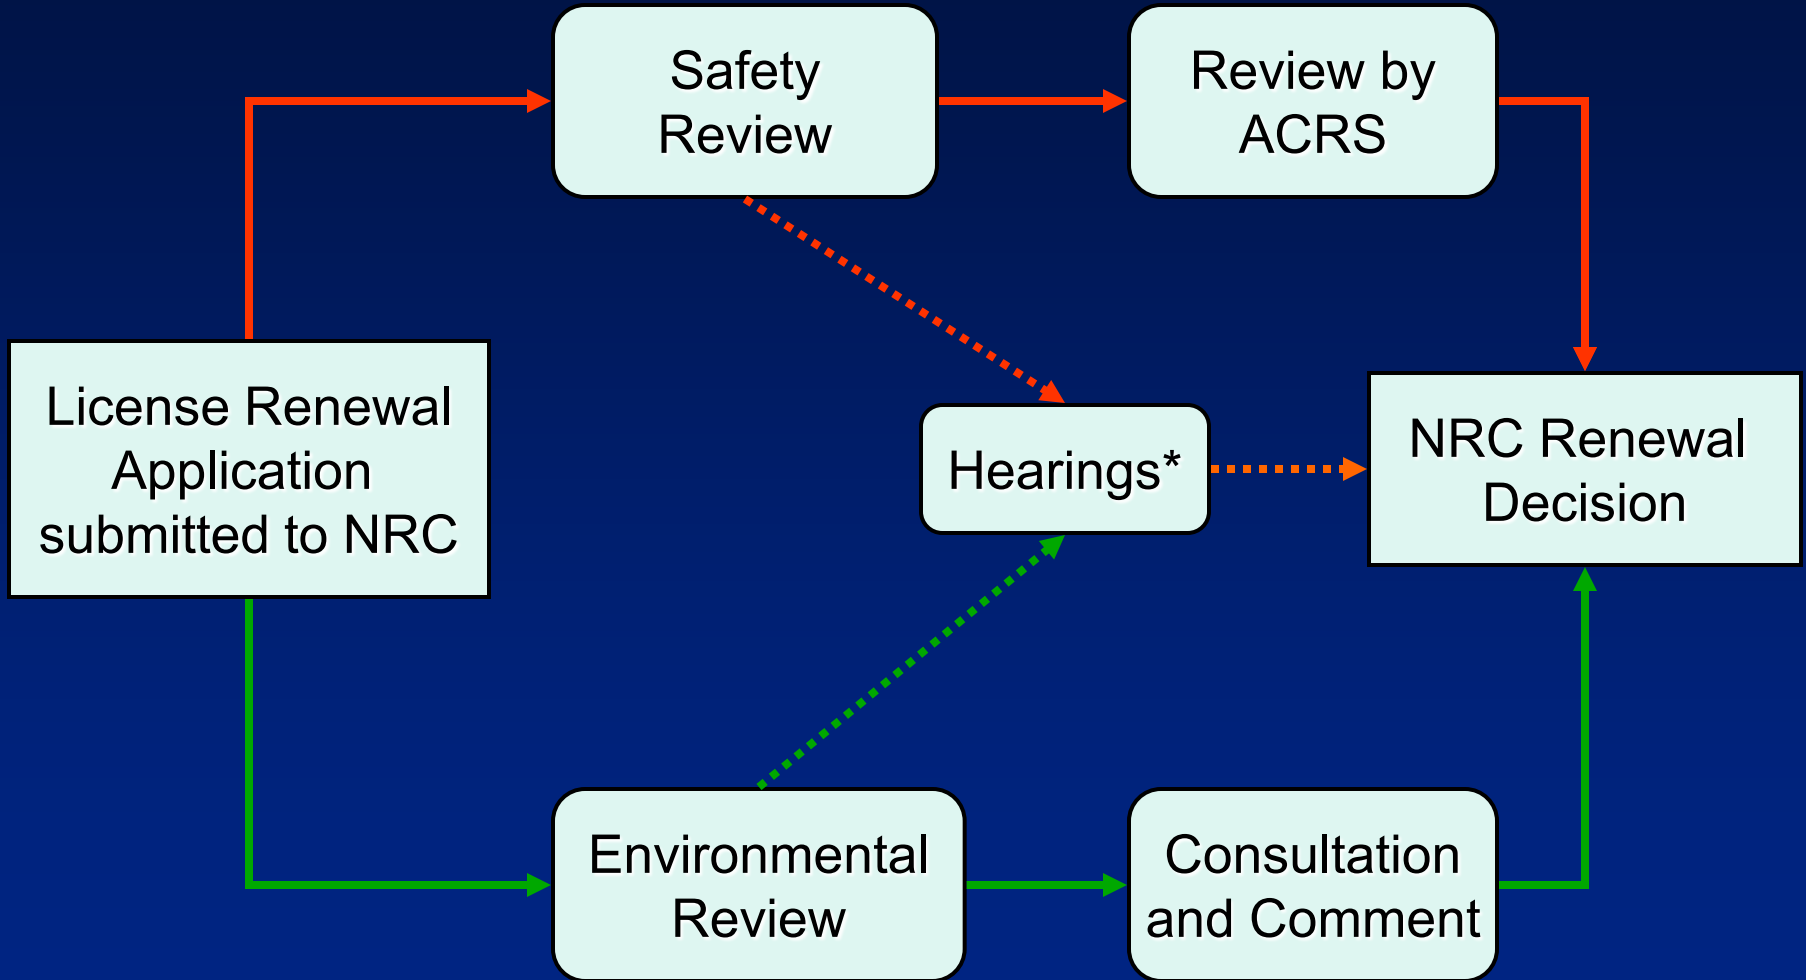 Safety
Review
Review by
ACRS
License Renewal
Application
submitted to NRC
Hearings*
NRC Renewal
Decision
Environmental
Review
Consultation
and Comment